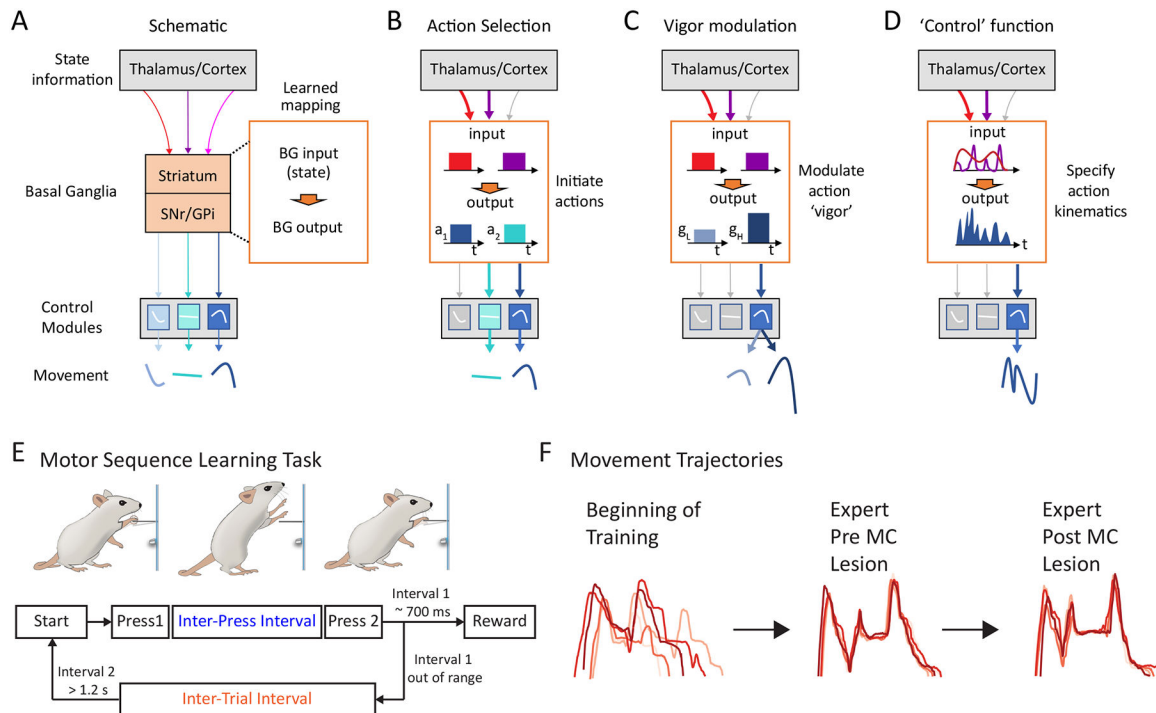 A
Schematic
State
information
Thalamus/Cortex
Learned
mapping
Basal Ganglia
Striatum
SNr/GPi
BG input
(state)
BG output
Control
Modules
Movement
B
Action Selection
Thalamus/Cortex
input
output
a1
a2
t
t
Initiate
actions
C
Vigor modulation
Thalamus/Cortex
input
output
gL
gH
t
t
Modulate
action
‘vigor’
D
‘Control’ function
Thalamus/Cortex
input
output
t
Specify
action
kinematics
E
Motor Sequence Learning Task
Start
Press1
Inter-Press Interval
Press 2
Interval 1
~ 700 ms
Reward
Interval 2
> 1.2 s
Interval 1
out of range
Inter-Trial Interval
F
Movement Trajectories
Beginning of
Training
Expert
Pre MC
Lesion
Expert
Post MC
Lesion